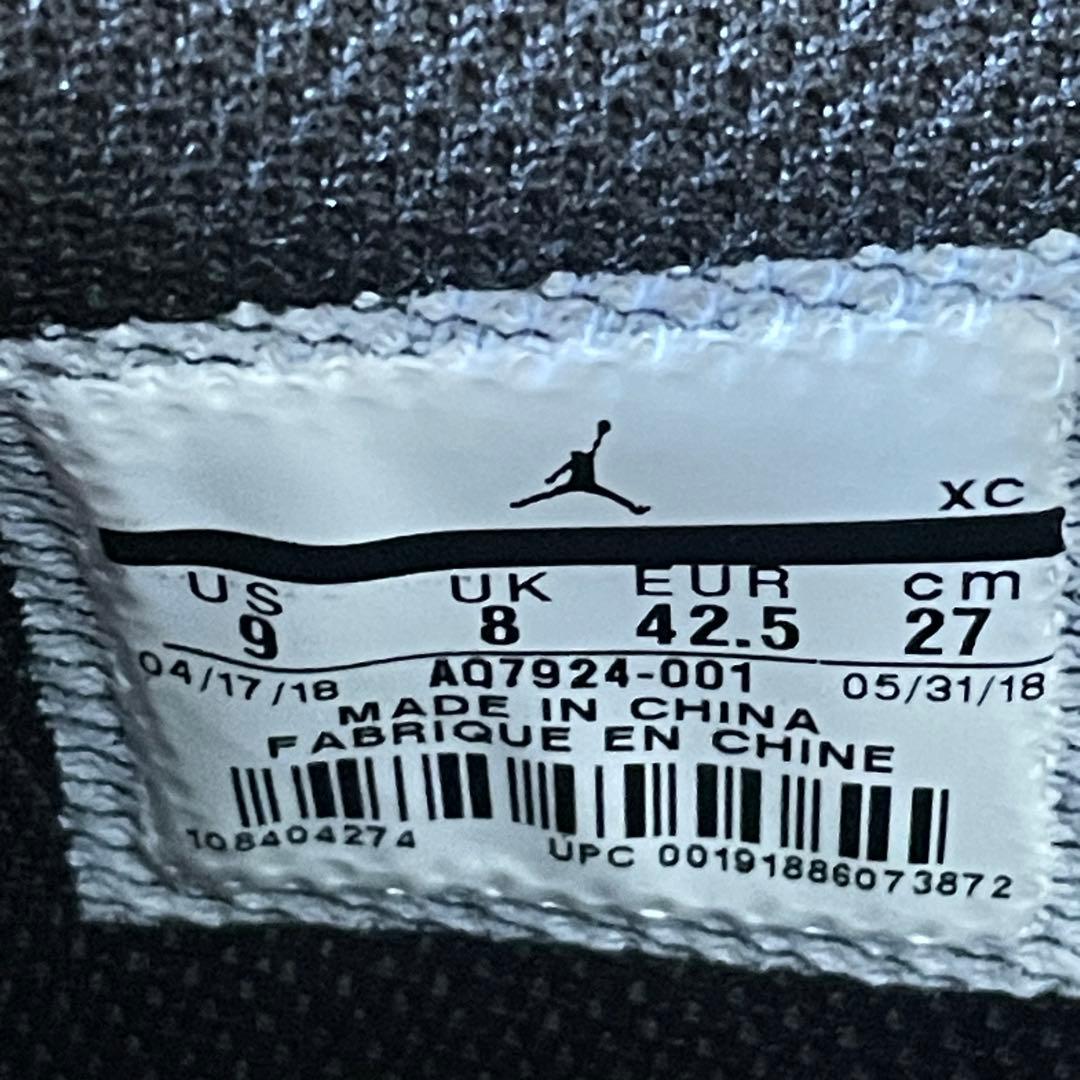 XC
US UK EUR cm
9 8 42.5 27
04/17/18 AQ7924-001 05/31/18
MADE IN CHINA
FABRIQUE EN CHINE
108404274 UPC 00191886073872